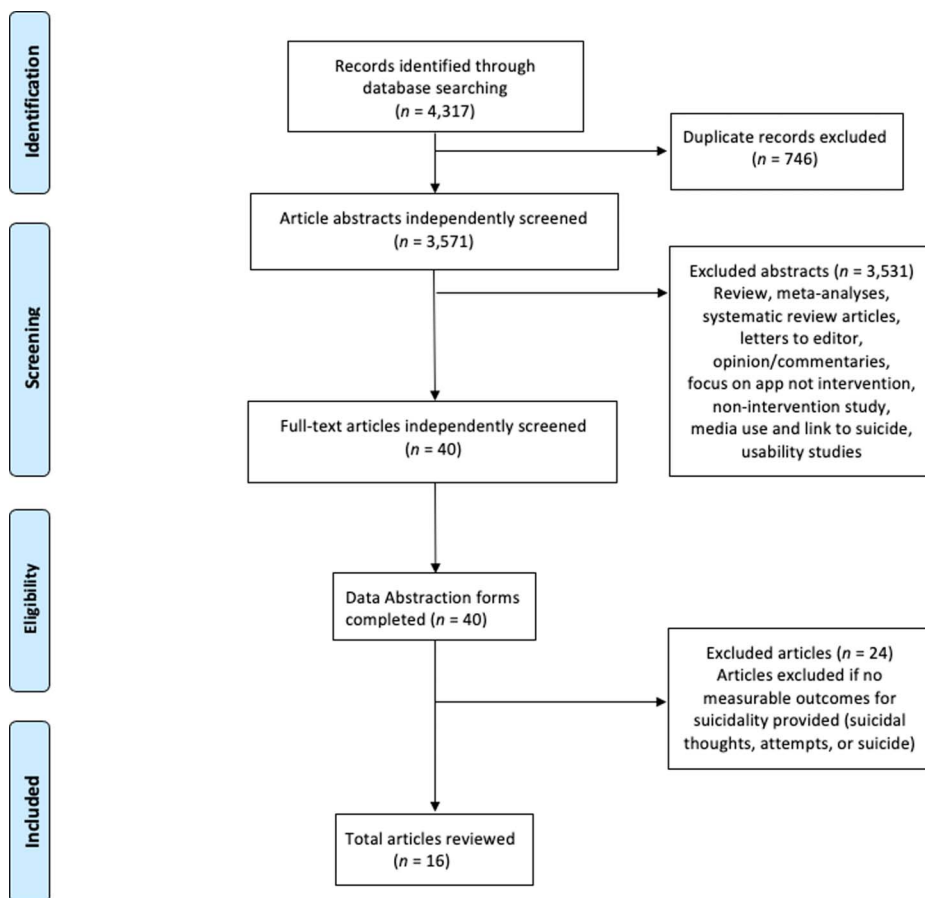 Identification
Records identified through
database searching
(n = 4,317)
Duplicate records excluded
(n = 746)
Screening
Article abstracts independently screened
(n = 3,571)
Excluded abstracts (n = 3,531)
Review, meta-analyses,
systematic review articles,
letters to editor,
opinion/commentaries,
focus on app not intervention,
non-intervention study,
media use and link to suicide,
usability studies
Full-text articles independently screened
(n = 40)
Eligibility
Data Abstraction forms
completed (n = 40)
Excluded articles (n = 24)
Articles excluded if no
measurable outcomes for
suicidality provided (suicidal
thoughts, attempts, or suicide)
Included
Total articles reviewed
(n = 16)